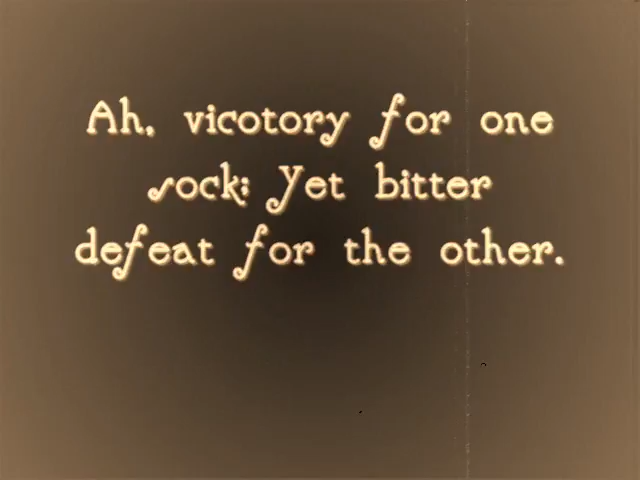 Ah, vicotory for one
sock; yet bitter
defeat for the other.